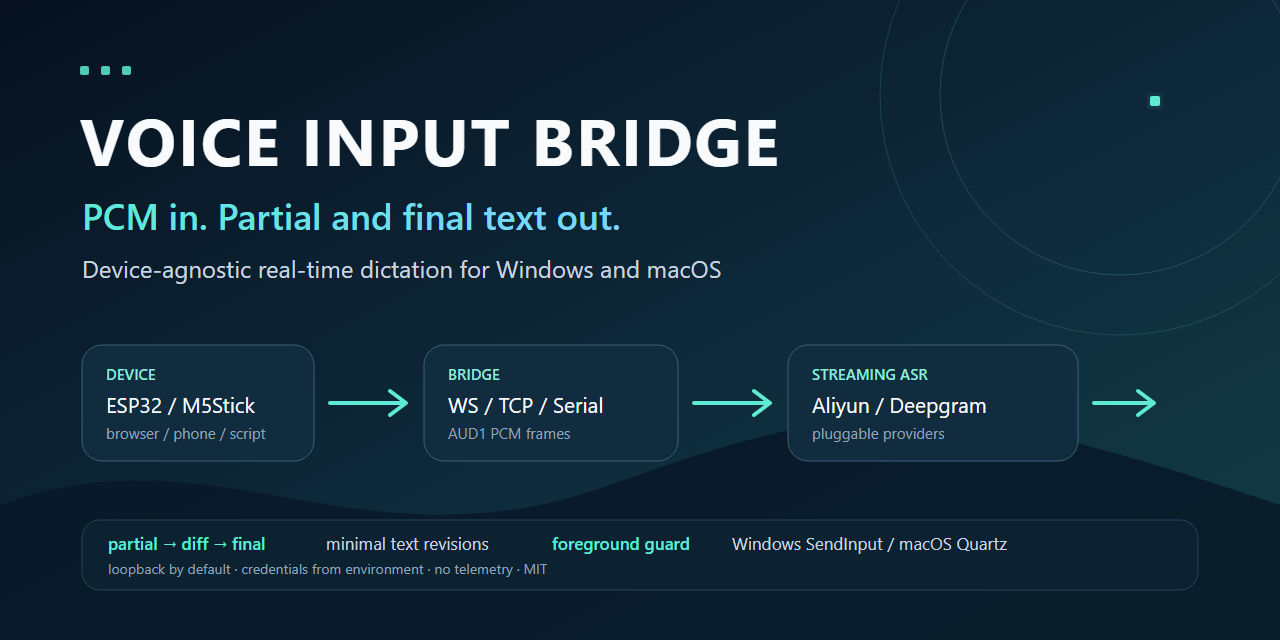 VOICE INPUT BRIDGE
PCM in. Partial and final text out.
Device-agnostic real-time dictation for Windows and macOS
DEVICE
ESP32 / M5Stick
browser / phone / script
BRIDGE
WS / TCP / Serial
AUD1 PCM frames
STREAMING ASR
Aliyun / Deepgram
pluggable providers
partial → diff → final minimal text revisions foreground guard Windows SendInput / macOS Quartz
loopback by default · credentials from environment · no telemetry · MIT